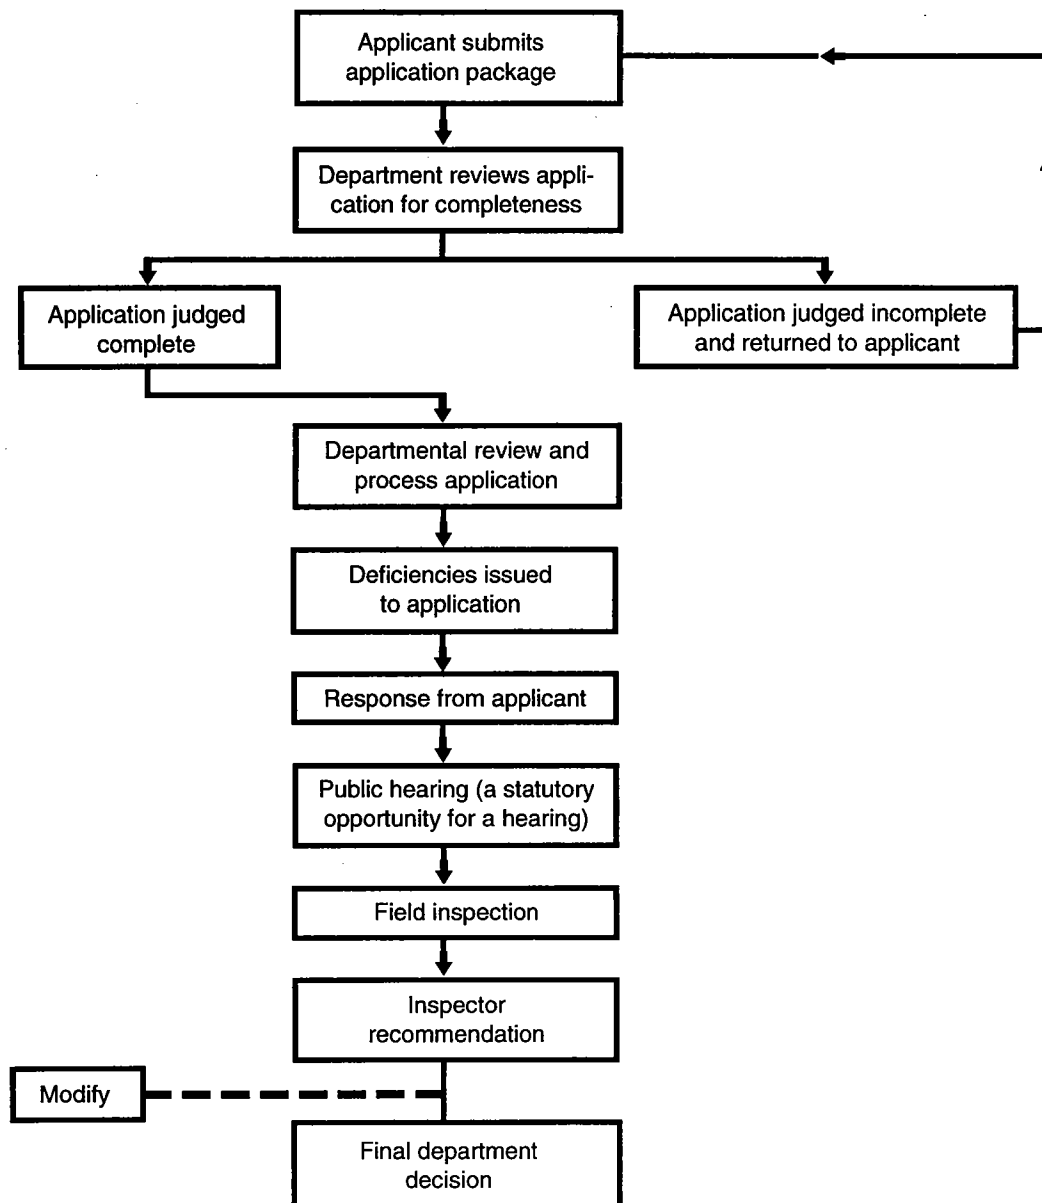 Applicant submits
application package
Department reviews appli-
cation for completeness
Application judged
complete
Application judged incomplete
and returned to applicant
Departmental review and
process application
Deficiencies issued
to application
Response from applicant
Public hearing (a statutory
opportunity for a hearing)
Field inspection
Inspector
recommendation
Modify
Final department
decision